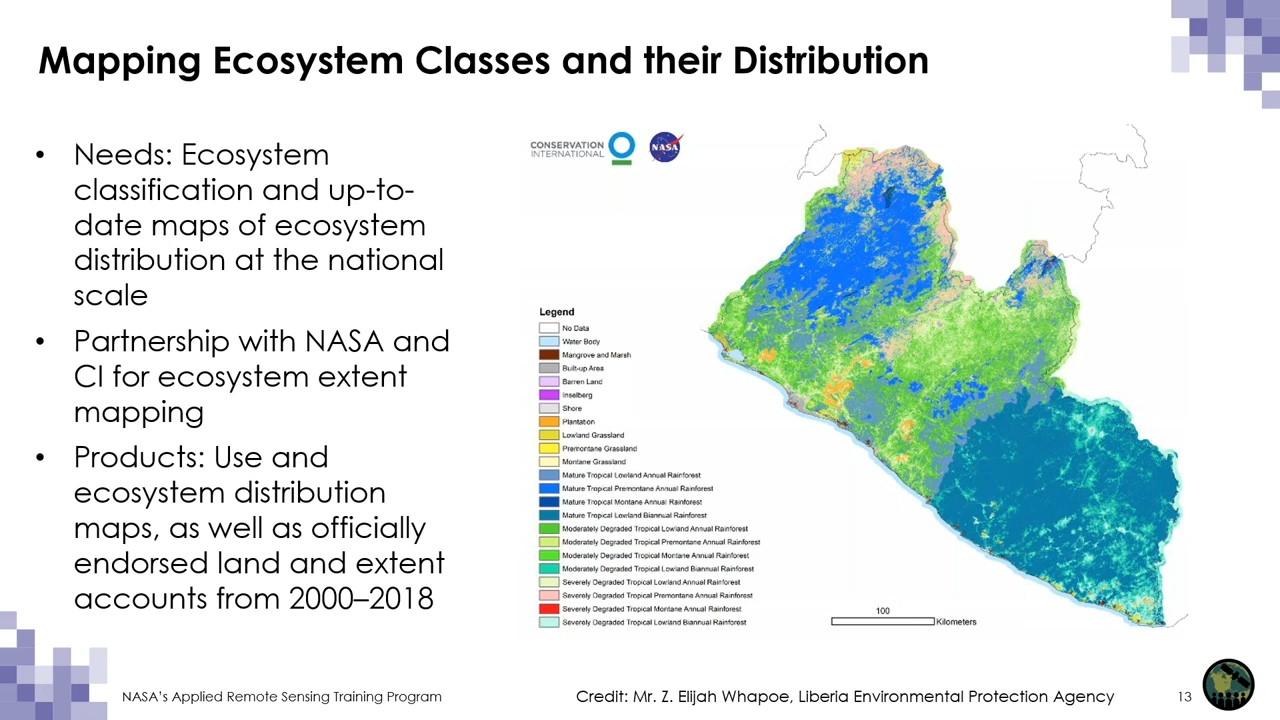 Mapping Ecosystem Classes and their Distribution
• Needs: Ecosystem
classification and up-to-
date maps of ecosystem
distribution at the national
scale
• Partnership with NASA and
CI for ecosystem extent
mapping
• Products: Use and
ecosystem distribution
maps, as well as officially
endorsed land and extent
accounts from 2000–2018
CONSERVATION
INTERNATIONAL
NASA
Legend
No Data
Water Body
Mangrove and Marsh
Built-up Area
Barren Land
Inselberg
Shore
Plantation
Lowland Grassland
Premontane Grassland
Montane Grassland
Mature Tropical Lowland Annual Rainforest
Mature Tropical Premontane Annual Rainforest
Mature Tropical Montane Annual Rainforest
Mature Tropical Lowland Biannual Rainforest
Moderately Degraded Tropical Lowland Annual Rainforest
Moderately Degraded Tropical Premontane Annual Rainforest
Moderately Degraded Tropical Montane Annual Rainforest
Moderately Degraded Tropical Lowland Biannual Rainforest
Severely Degraded Tropical Lowland Annual Rainforest
Severely Degraded Tropical Premontane Annual Rainforest
Severely Degraded Tropical Montane Annual Rainforest
Severely Degraded Tropical Lowland Biannual Rainforest
100
Kilometers
NASA's Applied Remote Sensing Training Program
Credit: Mr. Z. Elijah Whapoe, Liberia Environmental Protection Agency
13